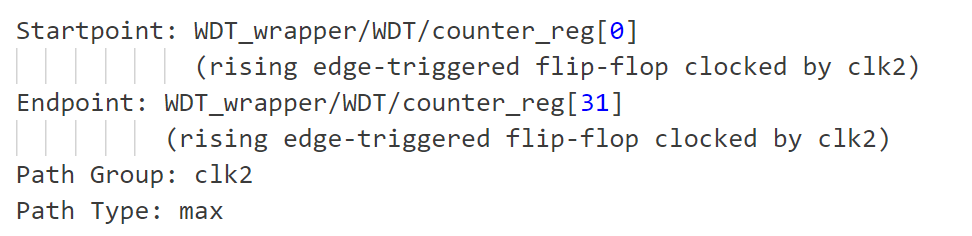 Startpoint: WDT_wrapper/WDT/counter_reg[0]
(rising edge-triggered flip-flop clocked by clk2)
Endpoint: WDT_wrapper/WDT/counter_reg[31]
(rising edge-triggered flip-flop clocked by clk2)
Path Group: clk2
Path Type: max